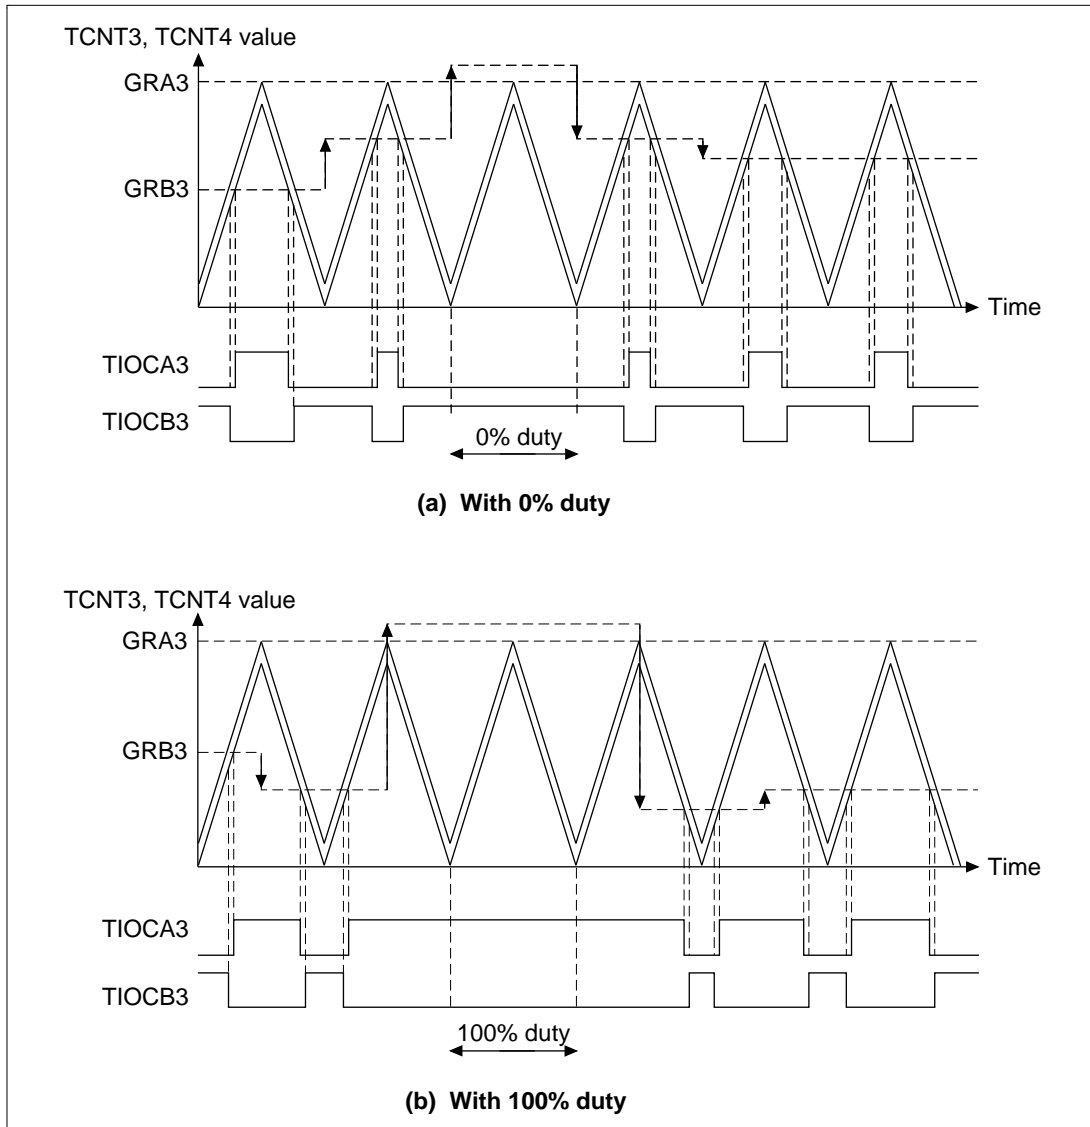 TCNT3, TCNT4 value
GRA3
GRB3
Time
TIOCA3
TIOCB3
0% duty
(a) With 0% duty
TCNT3, TCNT4 value
GRA3
GRB3
Time
TIOCA3
TIOCB3
100% duty
(b) With 100% duty